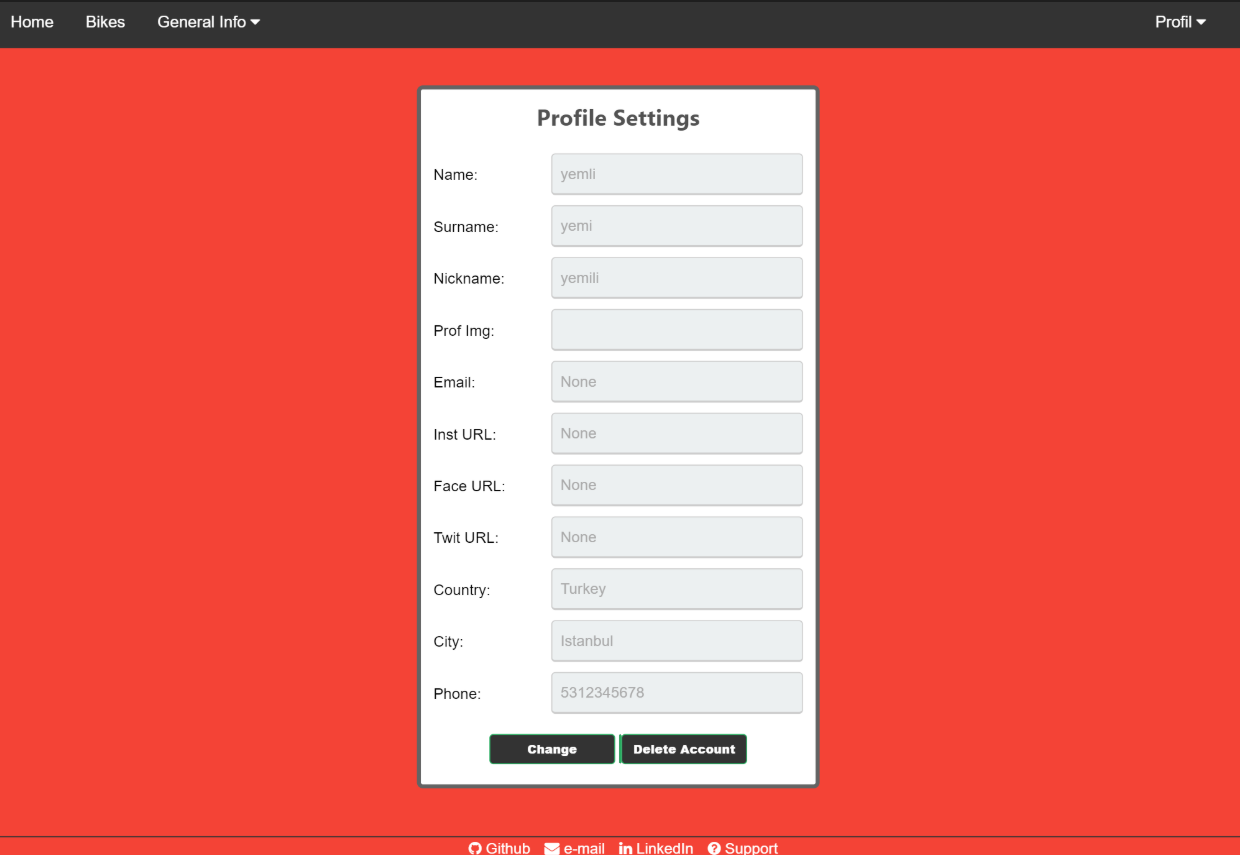 Home Bikes General Info Profil
Profile Settings
Name: yemli
Surname: yemi
Nickname: yemili
Prof Img:
Email: None
Inst URL: None
Face URL: None
Twit URL: None
Country: Turkey
City: Istanbul
Phone: 5312345678
Change Delete Account
Github e-mail LinkedIn Support